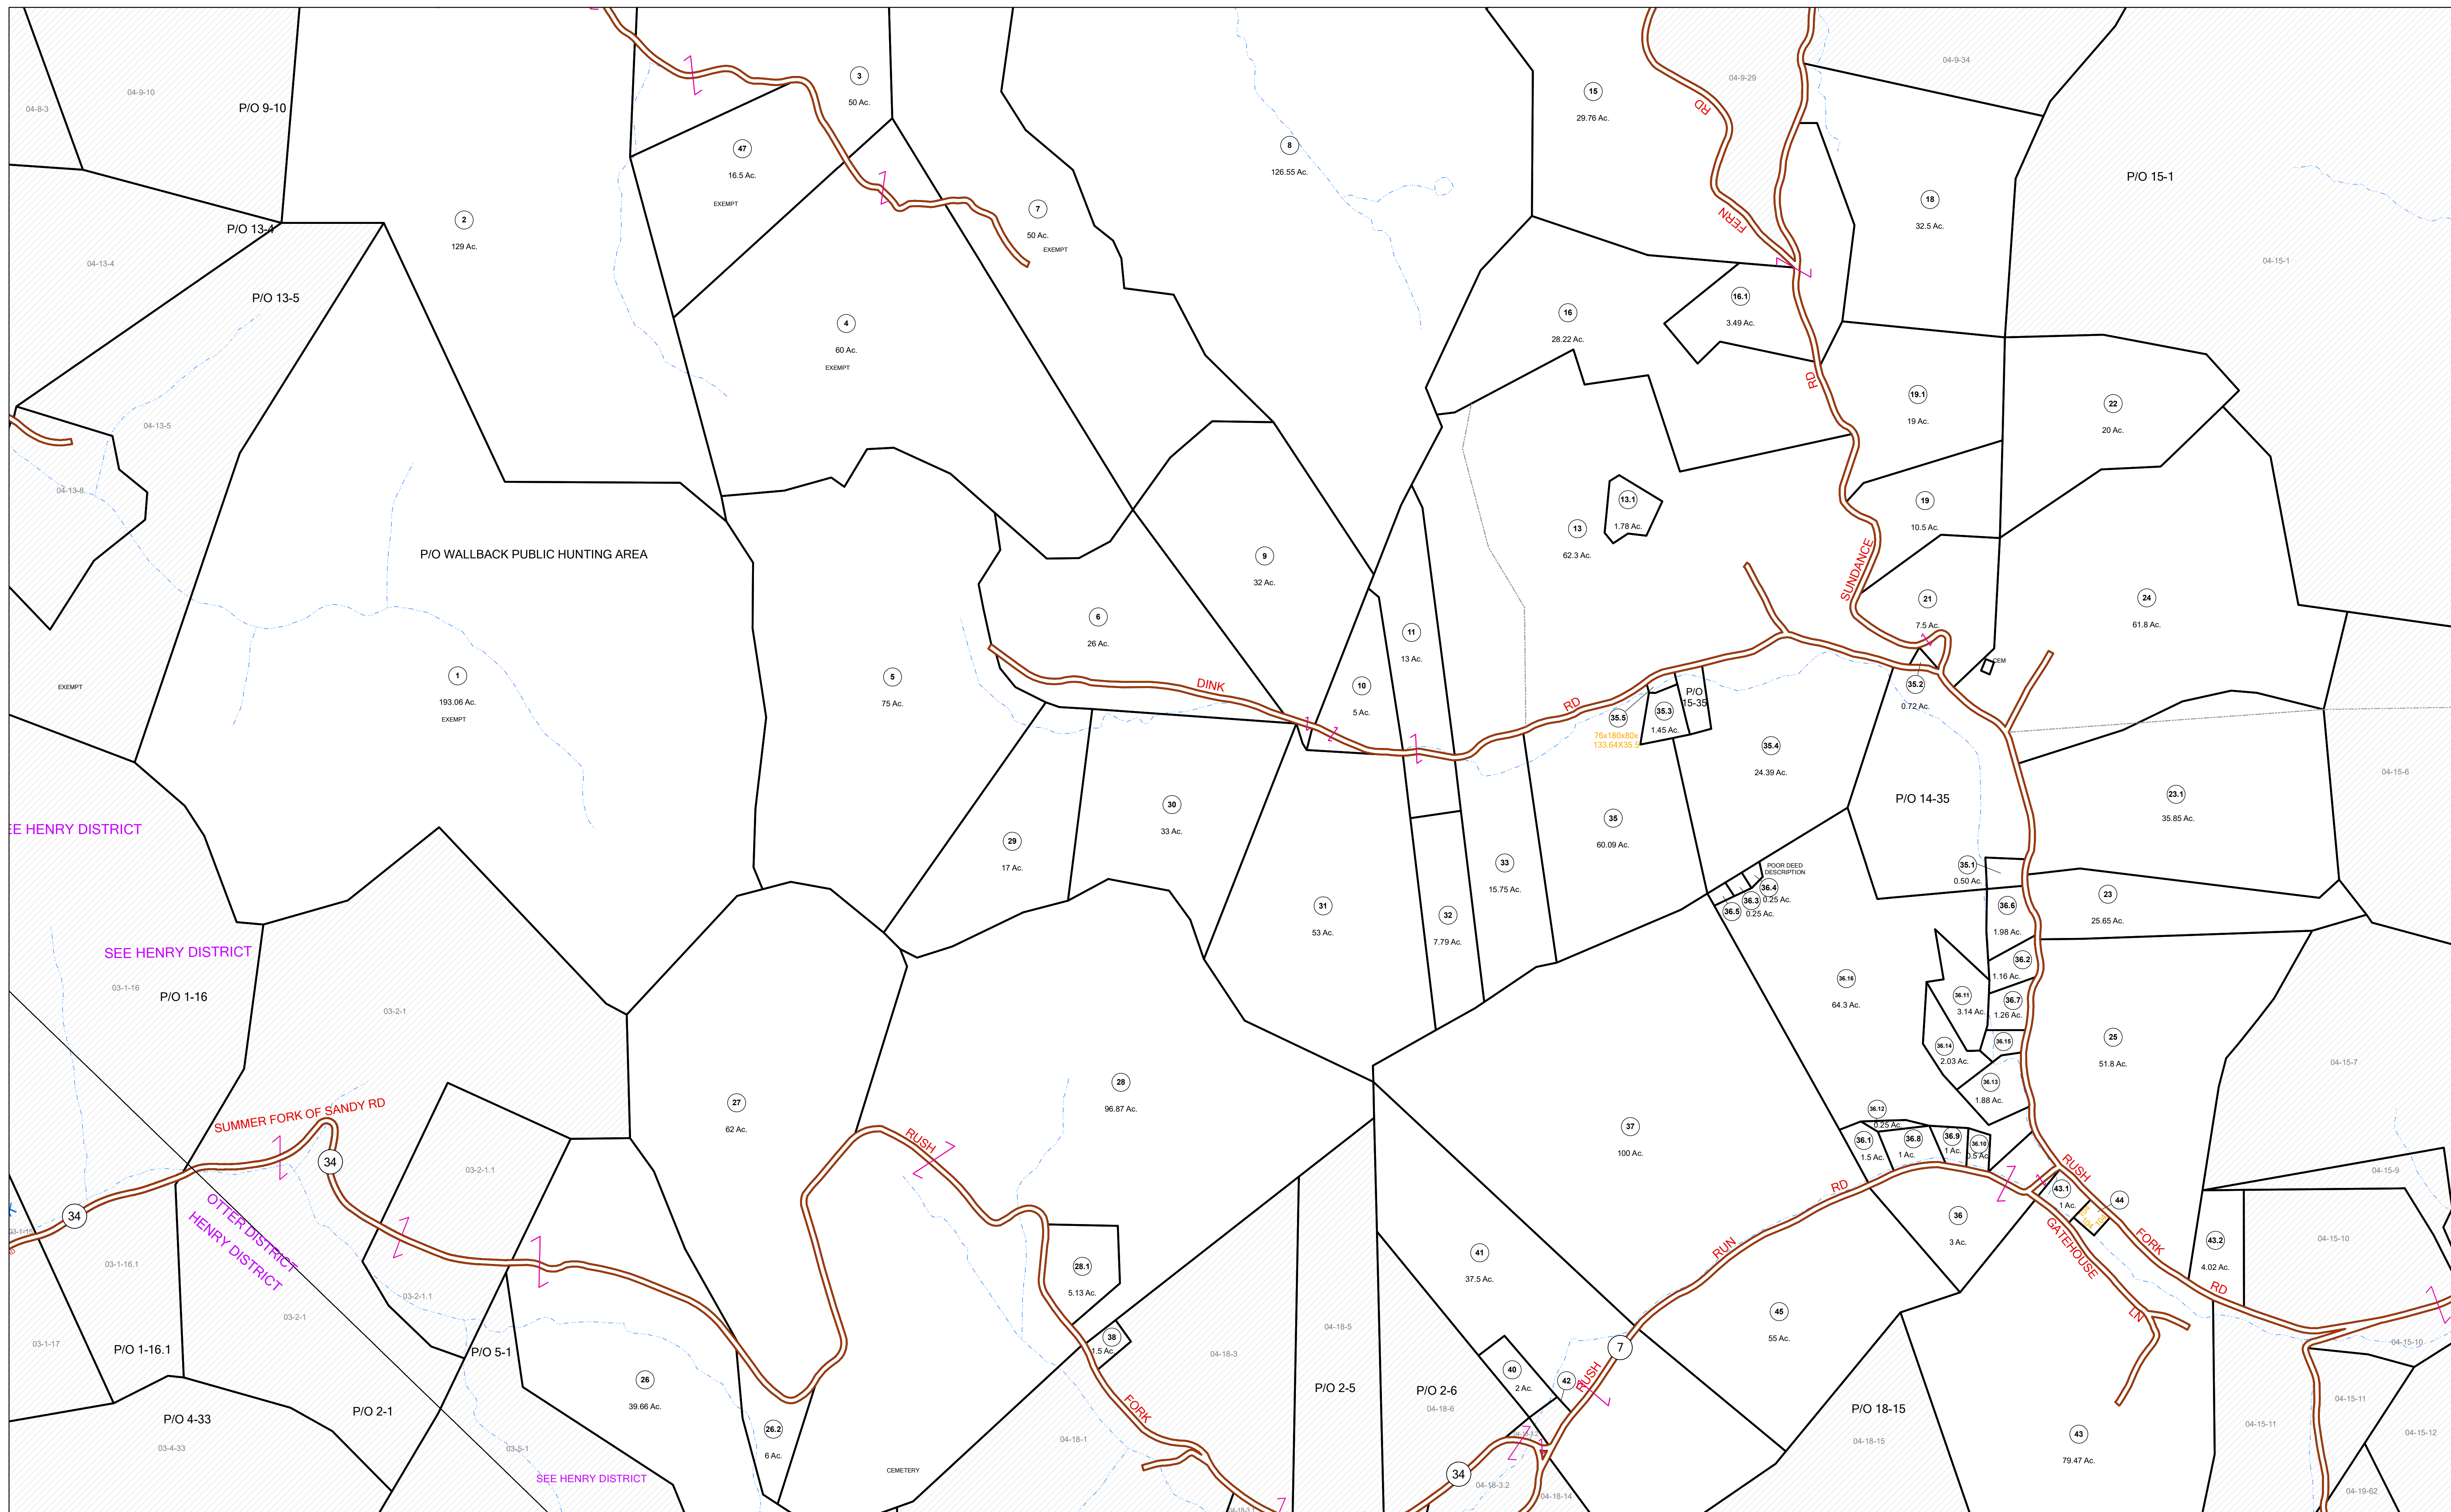 04-8-3
04-9-10
P/O 9-10
P/O 13-4
04-13-4
P/O 13-5
04-13-5
04-13-8
EXEMPT
2
129 Ac.
3
50 Ac.
47
16.5 Ac.
EXEMPT
4
60 Ac.
EXEMPT
7
50 Ac.
EXEMPT
8
126.55 Ac.
15
29.76 Ac.
RD
FERN
04-9-29
04-9-34
18
32.5 Ac.
P/O 15-1
04-15-1
16
28.22 Ac.
16.1
3.49 Ac.
RD
19.1
19 Ac.
22
20 Ac.
19
10.5 Ac.
SUNDANCE
13.1
1.78 Ac.
13
62.3 Ac.
21
7.5 Ac.
24
61.8 Ac.
CEM
P/O WALLBACK PUBLIC HUNTING AREA
1
193.06 Ac.
EXEMPT
5
75 Ac.
6
26 Ac.
9
32 Ac.
DINK
10
5 Ac.
11
13 Ac.
RD
35.5
76x180x80x
133.64X35.5
35.3
1.45 Ac.
P/O
15-35
35.2
0.72 Ac.
35.4
24.39 Ac.
P/O 14-35
23.1
35.85 Ac.
04-15-6
29
17 Ac.
30
33 Ac.
31
53 Ac.
32
7.79 Ac.
33
15.75 Ac.
35
60.09 Ac.
POOR DEED
DESCRIPTION
36.4
0.25 Ac.
36.3
0.25 Ac.
36.5
35.1
0.50 Ac.
36.6
1.98 Ac.
23
25.65 Ac.
36.2
1.16 Ac.
36.7
1.26 Ac.
36.11
3.14 Ac.
36.15
36.14
2.03 Ac.
36.13
1.88 Ac.
36.16
64.3 Ac.
25
51.8 Ac.
04-15-7
EE HENRY DISTRICT
SEE HENRY DISTRICT
03-1-16
P/O 1-16
03-2-1
SUMMER FORK OF SANDY RD
34
34
OTTER DISTRICT
HENRY DISTRICT
03-1-16.1
03-1-17
P/O 1-16.1
03-2-1
03-2-1.1
03-2-1.1
P/O 5-1
P/O 4-33
03-4-33
P/O 2-1
03-5-1
SEE HENRY DISTRICT
26
39.66 Ac.
26.2
6 Ac.
27
62 Ac.
28
96.87 Ac.
RUSH
28.1
5.13 Ac.
38
1.5 Ac.
FORK
CEMETERY
04-18-1
04-18-3
04-18-5
P/O 2-5
P/O 2-6
04-18-6
37
100 Ac.
41
37.5 Ac.
40
2 Ac.
42
RUSH
7
34
04-18-3.2
04-18-14
RUN
RD
36.12
0.25 Ac.
36.1
1.5 Ac.
36.8
1 Ac.
36.9
1 Ac.
36.10
0.5 Ac.
36
3 Ac.
45
55 Ac.
P/O 18-15
04-18-15
RUSH
43.1
1 Ac.
44
GATEHOUSE
LN
FORK
RD
43.2
4.02 Ac.
43
79.47 Ac.
04-15-9
04-15-10
04-15-10
04-15-11
04-15-11
04-15-12
04-19-62